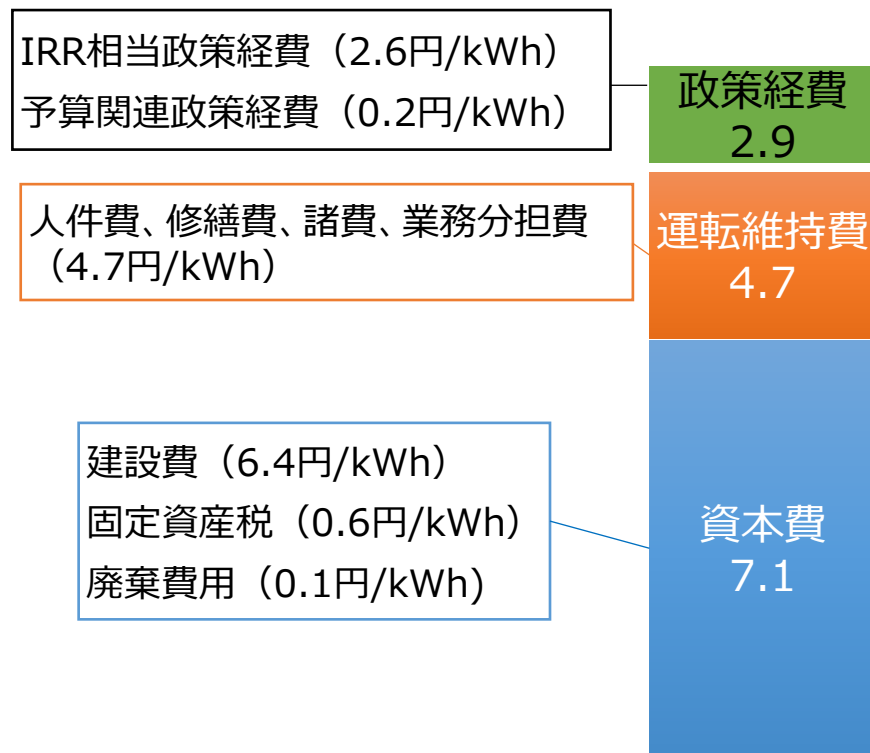 IRR相当政策経費（2.6円/kWh）
予算関連政策経費（0.2円/kWh）
政策経費
2.9
人件費、修繕費、諸費、業務分担費
（4.7円/kWh）
運転維持費
4.7
建設費（6.4円/kWh）
固定資産税（0.6円/kWh）
廃棄費用（0.1円/kWh)
資本費
7.1